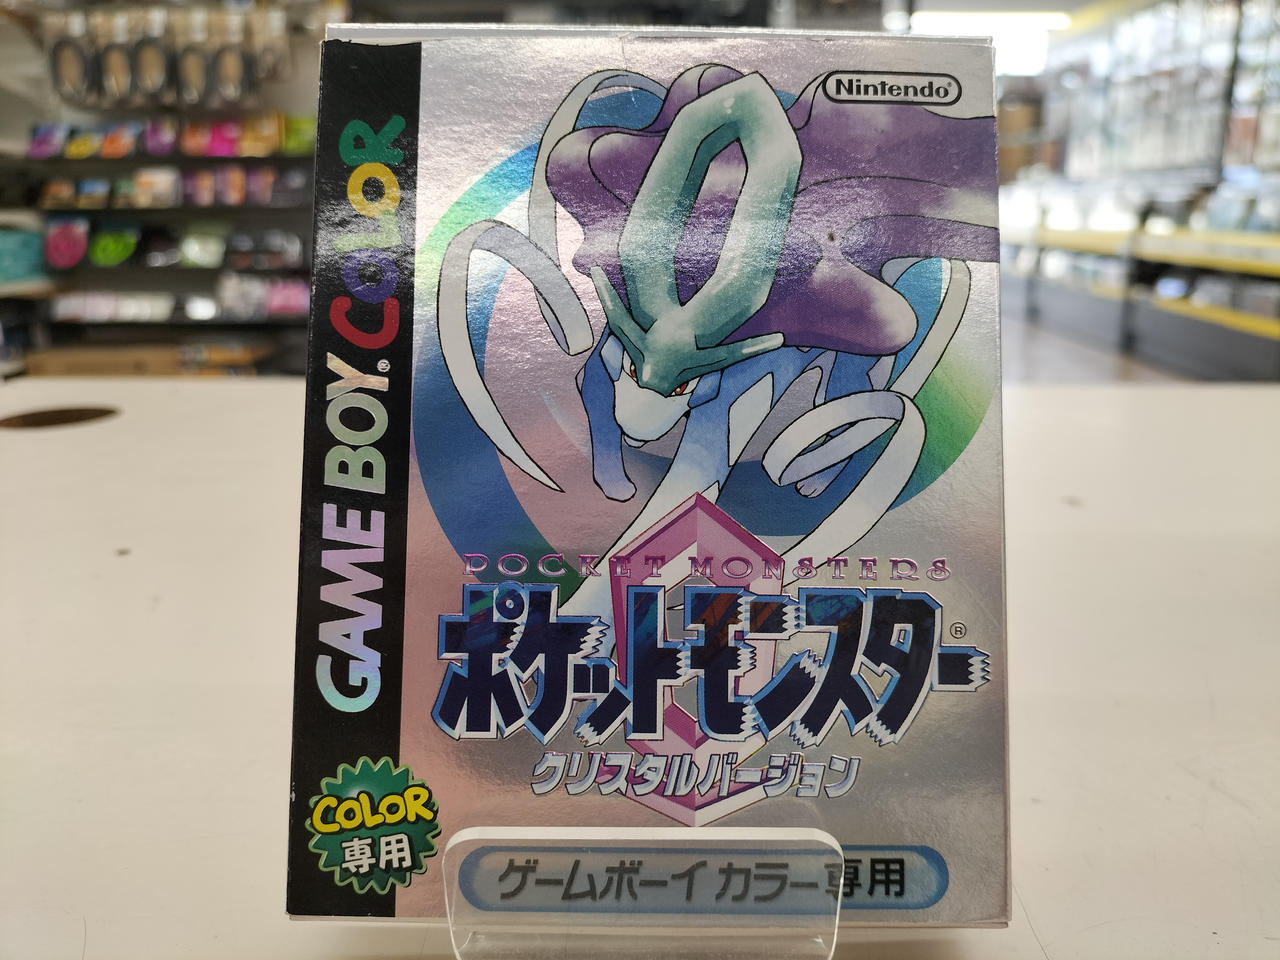 Nintendo®
GAME BOY® COLOR
POCKET MONSTERS
ポケットモンスター®
クリスタルバージョン
COLOR
専用
ゲームボーイカラー専用